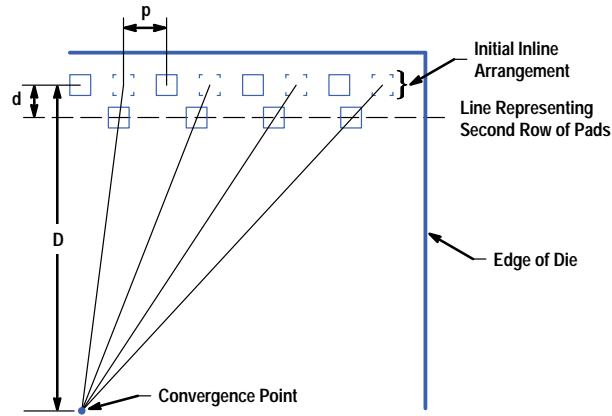 p
Initial Inline
Arrangement
d
Line Representing
Second Row of Pads
D
Edge of Die
Convergence Point